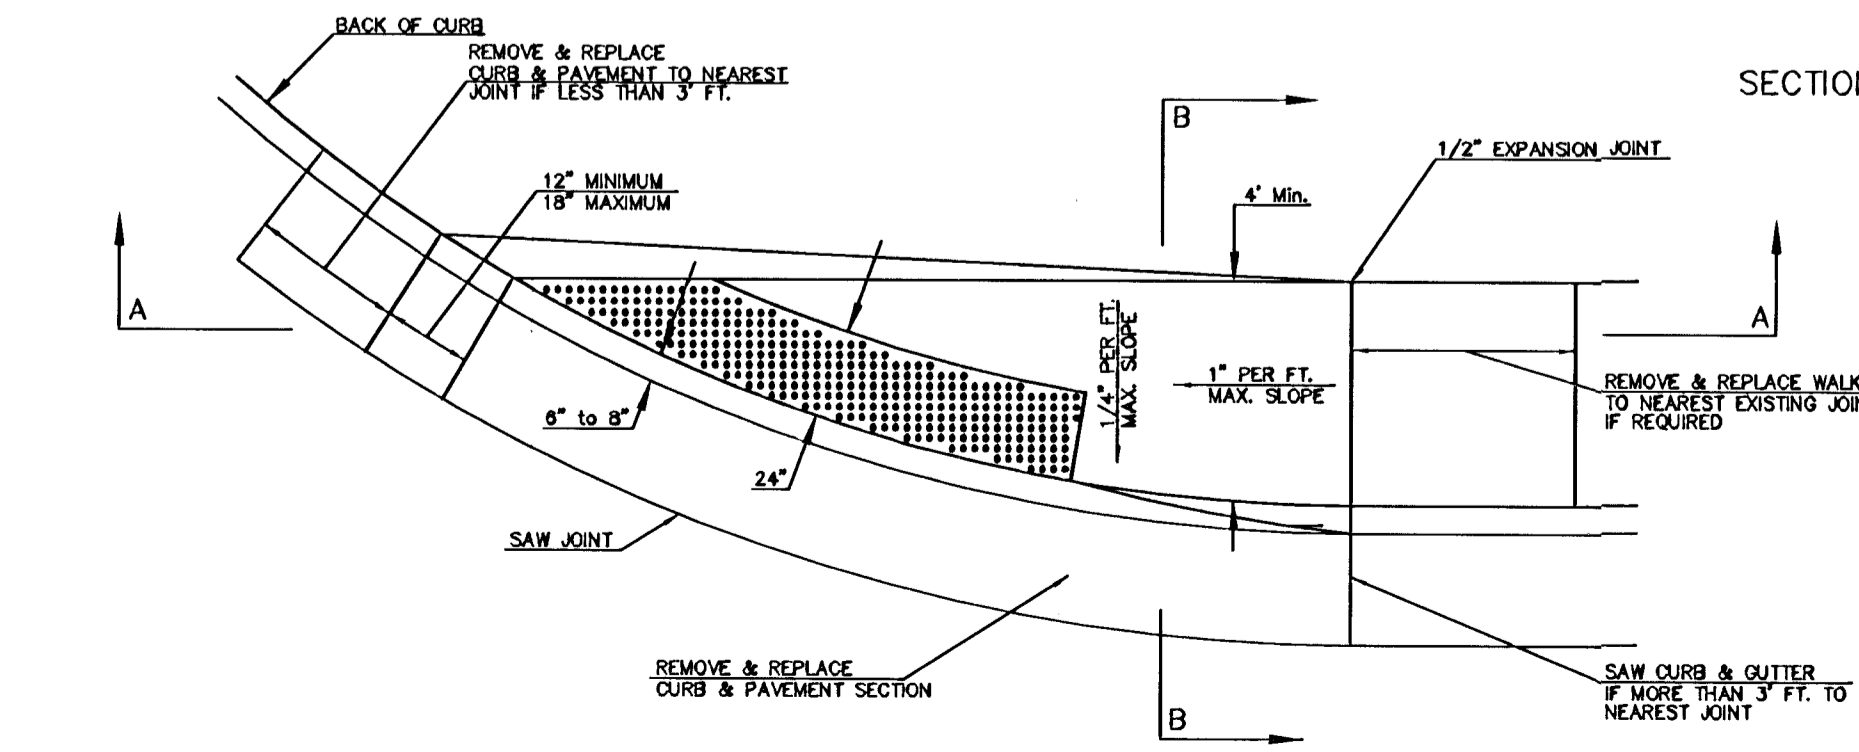 BACK OF CURB
REMOVE & REPLACE
CURB & PAVEMENT TO NEAREST
JOINT IF LESS THAN 3' FT.
SECTION
B
1/2" EXPANSION JOINT
12" MINIMUM
18" MAXIMUM
4' Min.
A
A
1/4" PER FT.
MAX. SLOPE
1" PER FT.
MAX. SLOPE
REMOVE & REPLACE WALK
TO NEAREST EXISTING JOIN
IF REQUIRED
6" to 8"
24"
SAW JOINT
REMOVE & REPLACE
CURB & PAVEMENT SECTION
SAW CURB & GUTTER
IF MORE THAN 3' FT. TO
NEAREST JOINT
B